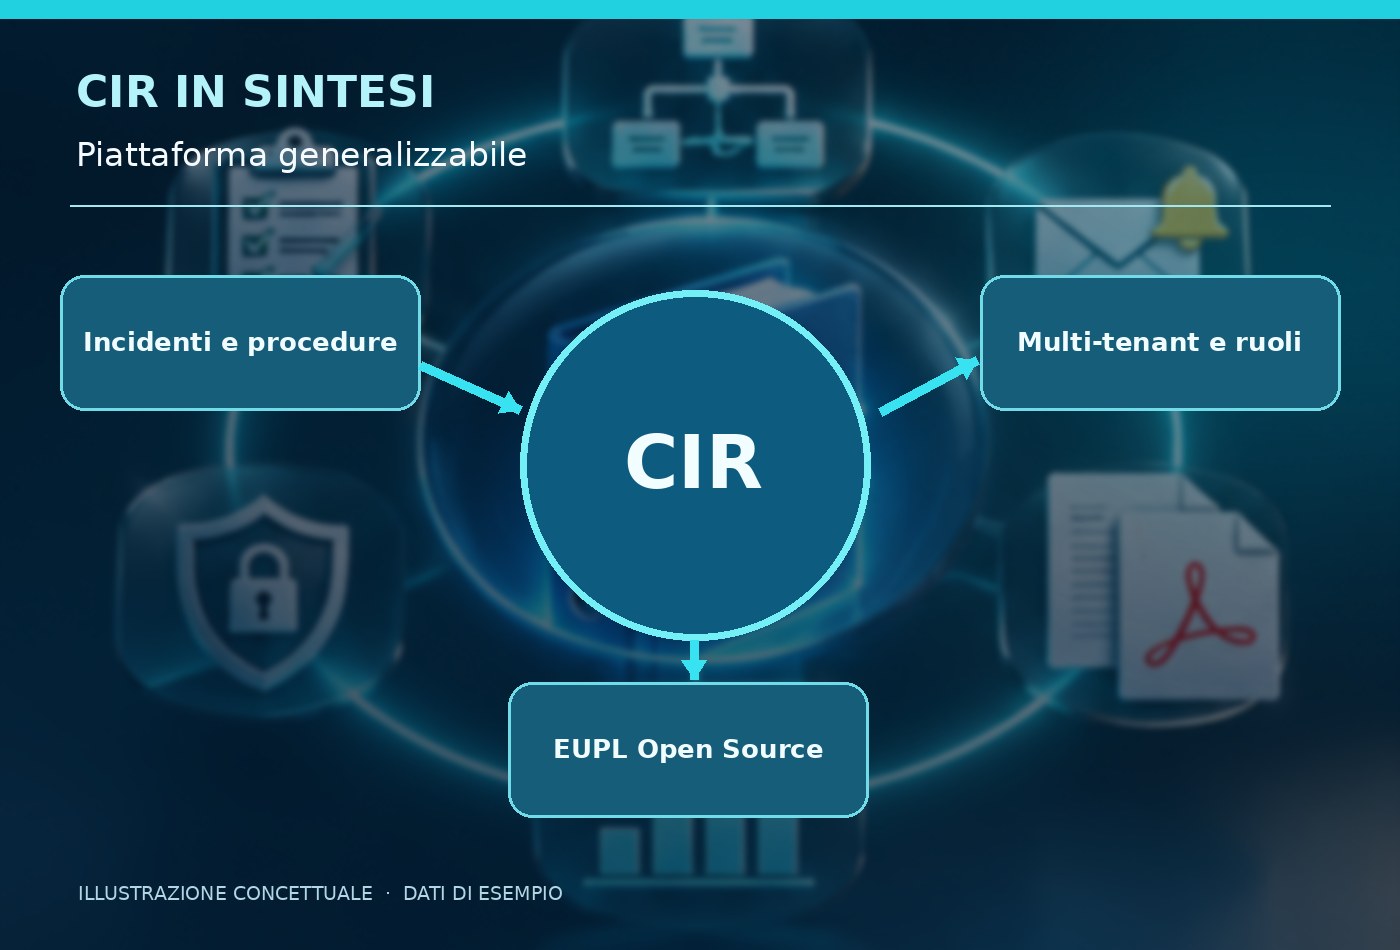 CIR IN SINTESI
Piattaforma generalizzabile
Incidenti e procedure
Multi-tenant e ruoli
CIR
EUPL Open Source
ILLUSTRAZIONE CONCETTUALE · DATI DI ESEMPIO